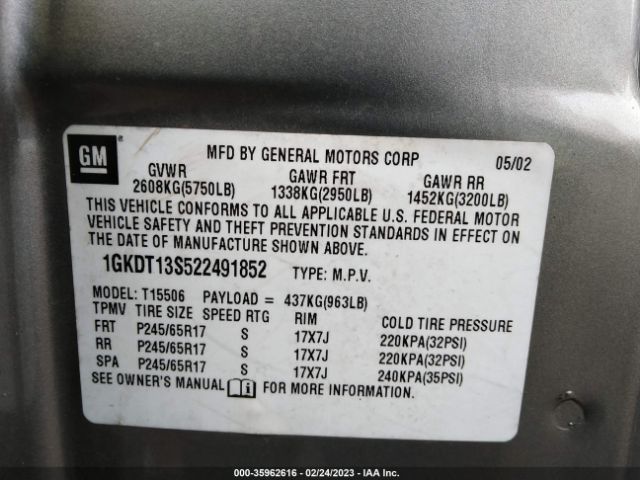 GM
MFD BY GENERAL MOTORS CORP 05/02
GVWR GAWR FRT GAWR RR
2608KG(5750LB) 1338KG(2950LB) 1452KG(3200LB)
THIS VEHICLE CONFORMS TO ALL APPLICABLE U.S. FEDERAL MOTOR
VEHICLE SAFETY AND THEFT PREVENTION STANDARDS IN EFFECT ON
THE DATE OF MANUFACTURE SHOWN ABOVE.
1GKDT13S522491852 TYPE: M.P.V.
MODEL: T15506 PAYLOAD = 437KG(963LB)
TPMV TIRE SIZE SPEED RTG RIM COLD TIRE PRESSURE
FRT P245/65R17 S 17X7J 220KPA(32PSI)
RR P245/65R17 S 17X7J 220KPA(32PSI)
SPA P245/65R17 S 17X7J 240KPA(35PSI)
SEE OWNER'S MANUAL FOR MORE INFORMATION.
000-35962616 - 02/24/2023 - IAA Inc.